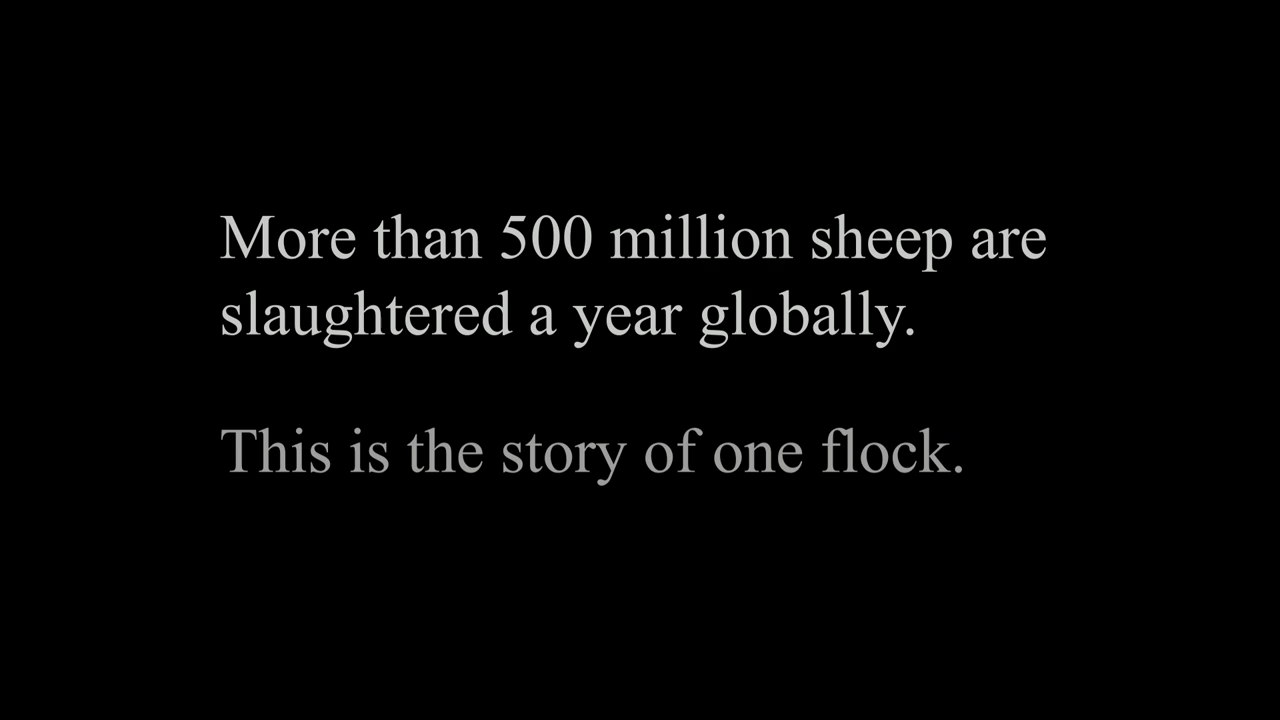 More than 500 million sheep are
slaughtered a year globally.
This is the story of one flock.